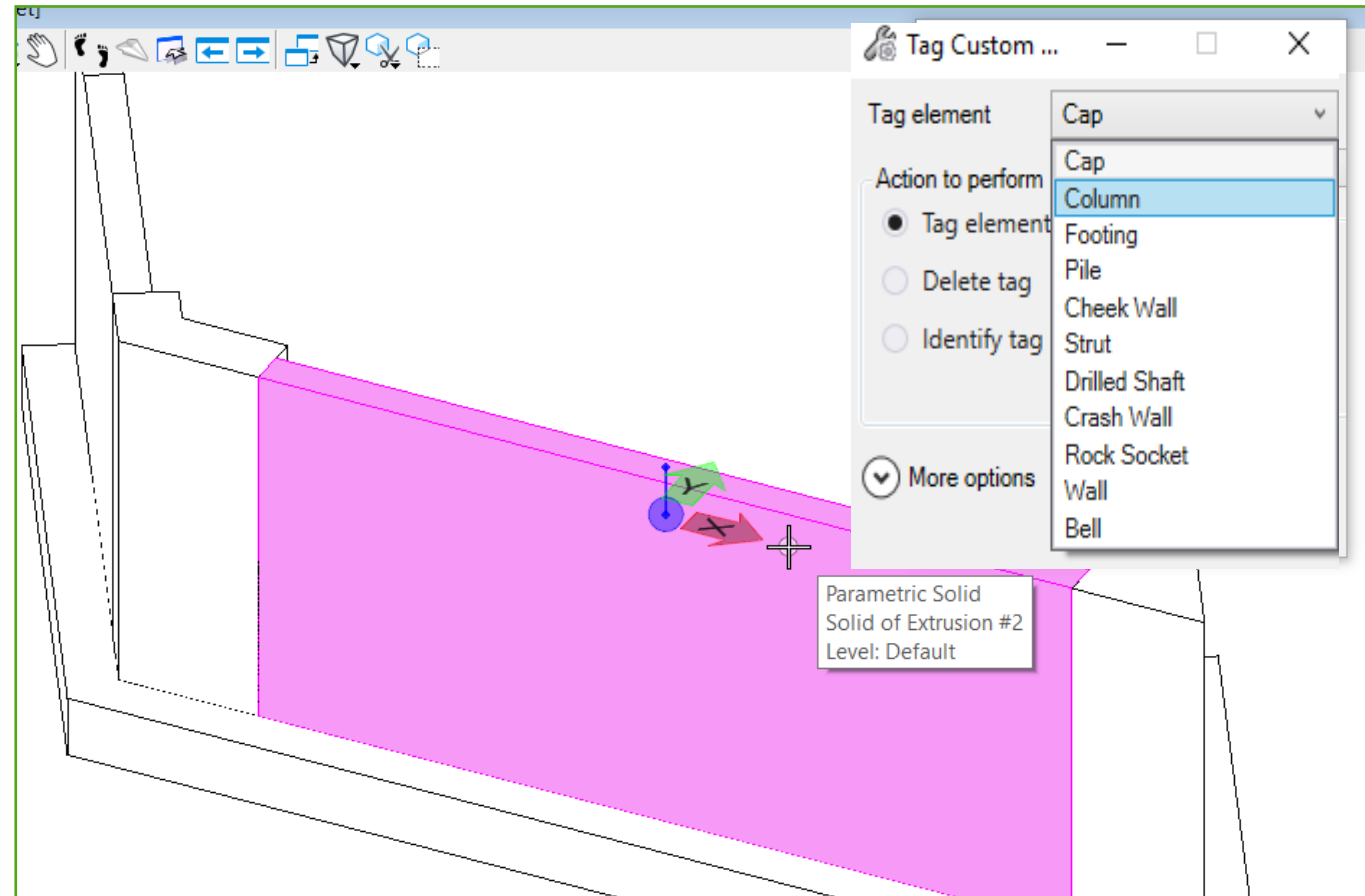 Tag Custom ...
Tag element
Cap
Cap
Column
Footing
Pile
Cheek Wall
Strut
Drilled Shaft
Crash Wall
Rock Socket
Wall
Bell
Action to perform
Tag element
Delete tag
Identify tag
More options
Y
X
Parametric Solid
Solid of Extrusion #2
Level: Default